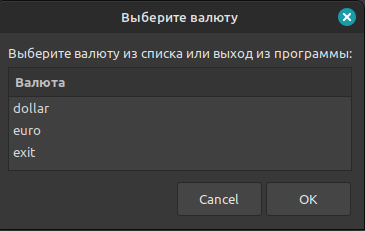 Выберите валюту
Выберите валюту из списка или выход из программы:
Валюта
dollar
euro
exit
Cancel
OK